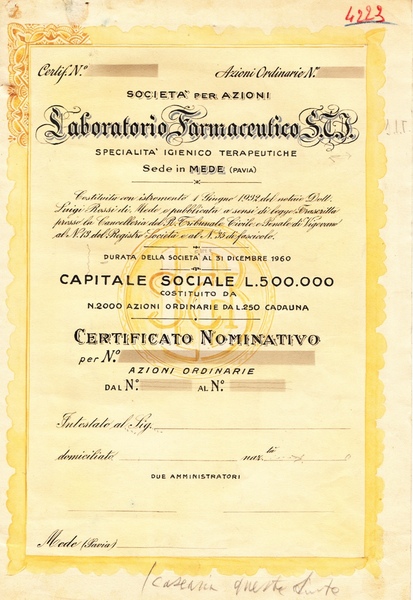 4223
Certif. N.º
Azioni Ordinarie N.º
SOCIETA' PER AZIONI
Laboratorio Farmaceutico S.T.I.
SPECIALITA' IGIENICO TERAPEUTICHE
Sede in MEDE (PAVIA)
Costituita con istromento 1 Giugno 1932 del notaio Dott.
Luigi Rossi di Mede e pubblicata a sensi di legge. Trascritta
presso la Cancelleria del R. Tribunale Civile e Penale di Vigevano
al N. 13 del Registro Società e al N. 35 di fascicolo.
DURATA DELLA SOCIETA' AL 31 DICEMBRE 1960
CAPITALE SOCIALE L. 500.000
COSTITUITO DA
N. 2000 AZIONI ORDINARIE DA L. 250 CADAUNA
CERTIFICATO NOMINATIVO
per N.º
AZIONI ORDINARIE
DAL N.º AL N.º
Intestato al Sig.
domiciliato naz.tà
DUE AMMINISTRATORI
Mede (Pavia)
questo